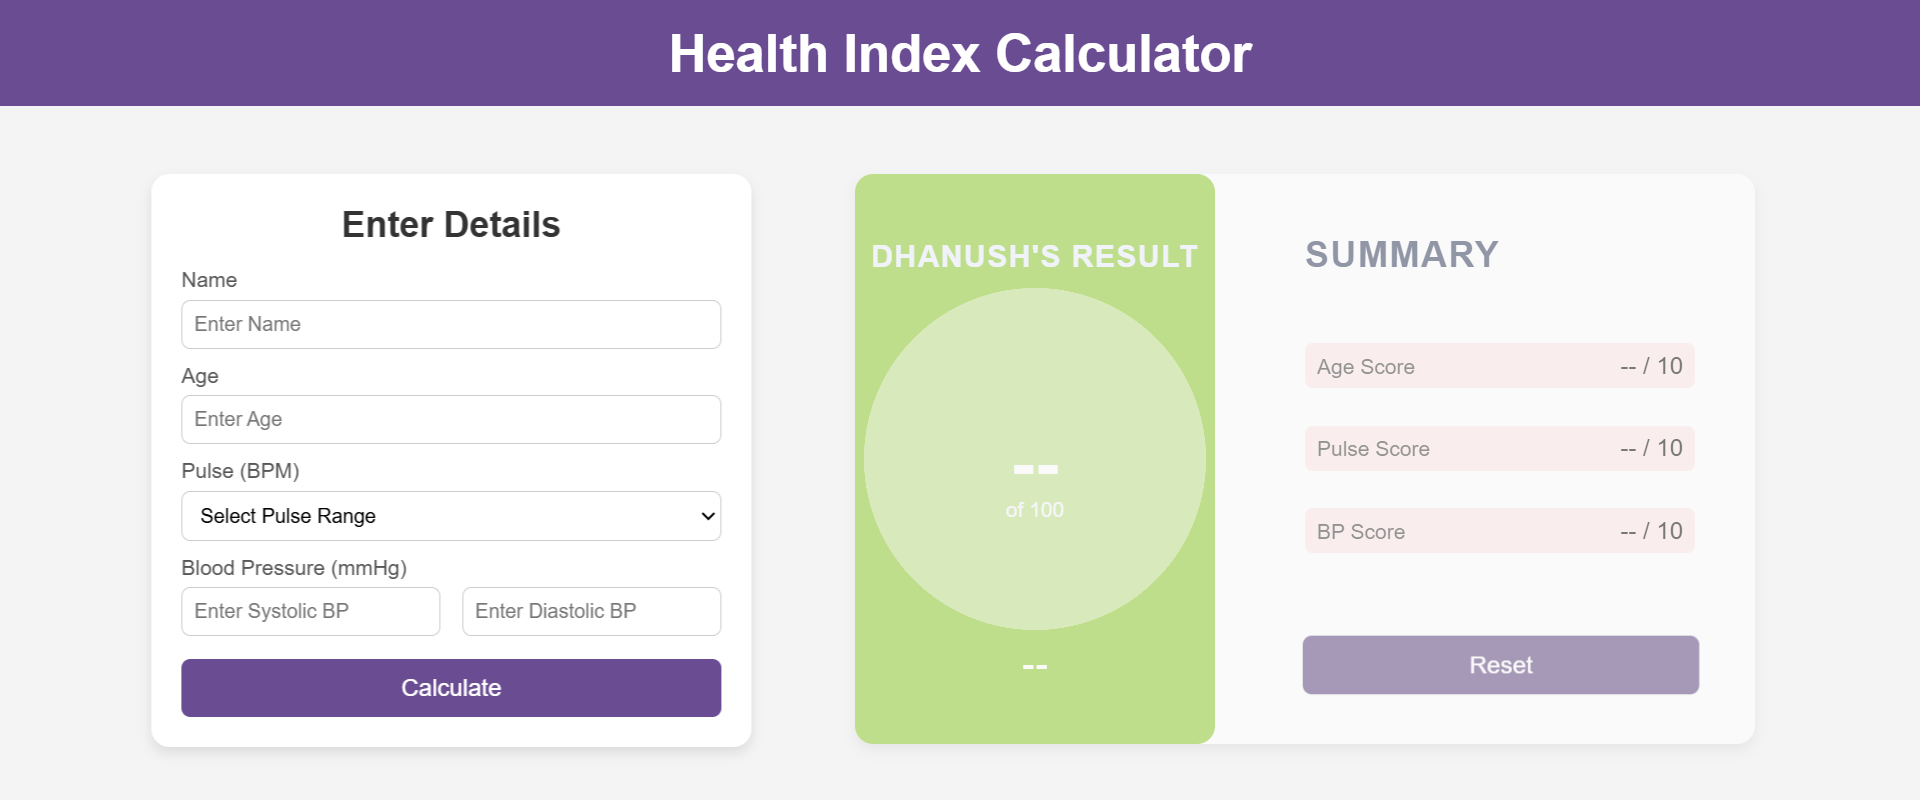 Health Index Calculator
Enter Details
Name
Enter Name
Age
Enter Age
Pulse (BPM)
Select Pulse Range
Blood Pressure (mmHg)
Enter Systolic BP
Enter Diastolic BP
Calculate
DHANUSH'S RESULT
--
of 100
--
SUMMARY
Age Score -- / 10
Pulse Score -- / 10
BP Score -- / 10
Reset